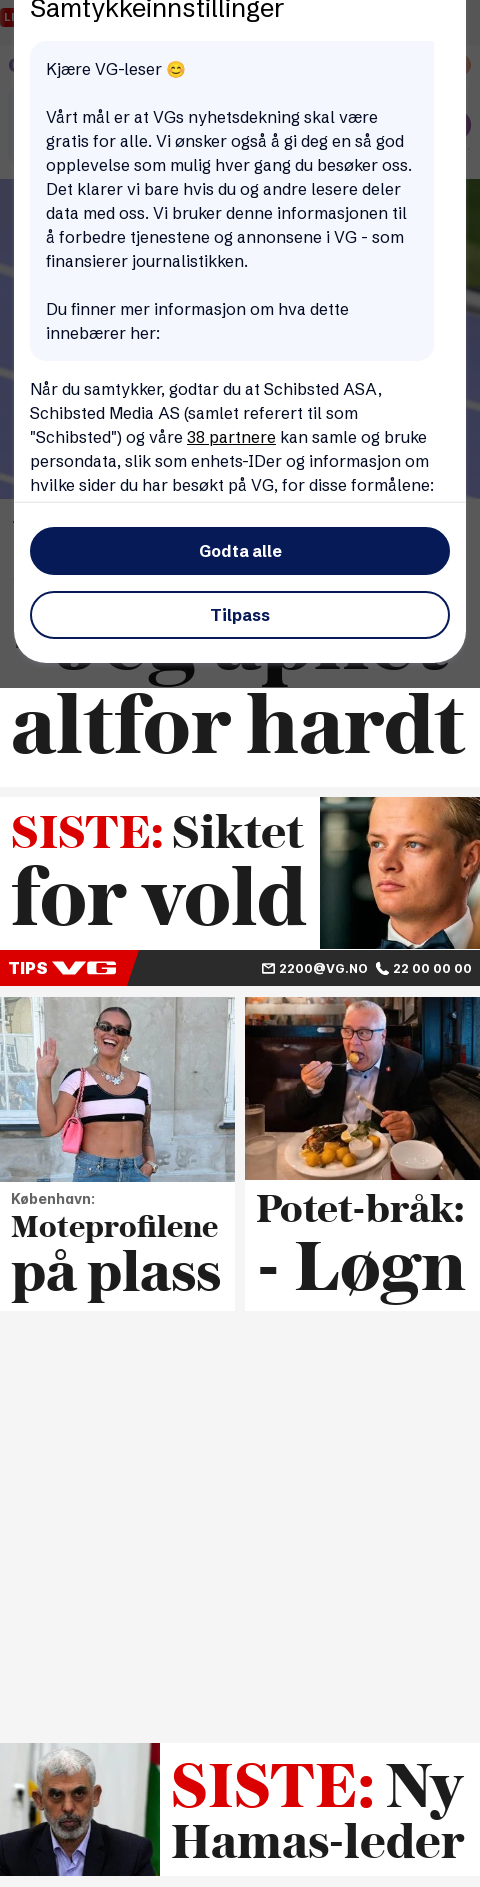 Samtykkeinnstillinger
Kjære VG-leser 😊
Vårt mål er at VGs nyhetsdekning skal være
gratis for alle. Vi ønsker også å gi deg en så god
opplevelse som mulig hver gang du besøker oss.
Det klarer vi bare hvis du og andre lesere deler
data med oss. Vi bruker denne informasjonen til
å forbedre tjenestene og annonsene i VG - som
finansierer journalistikken.
Du finner mer informasjon om hva dette
innebærer her:
Når du samtykker, godtar du at Schibsted ASA,
Schibsted Media AS (samlet referert til som
"Schibsted") og våre 38 partnere kan samle og bruke
persondata, slik som enhets-IDer og informasjon om
hvilke sider du har besøkt på VG, for disse formålene:
Godta alle
Tilpass
altfor hardt
SISTE: Siktet
for vold
TIPS VG 2200@VG.NO 22 00 00 00
København:
Moteprofilene
på plass
Potet-bråk:
- Løgn
SISTE: Ny
Hamas-leder